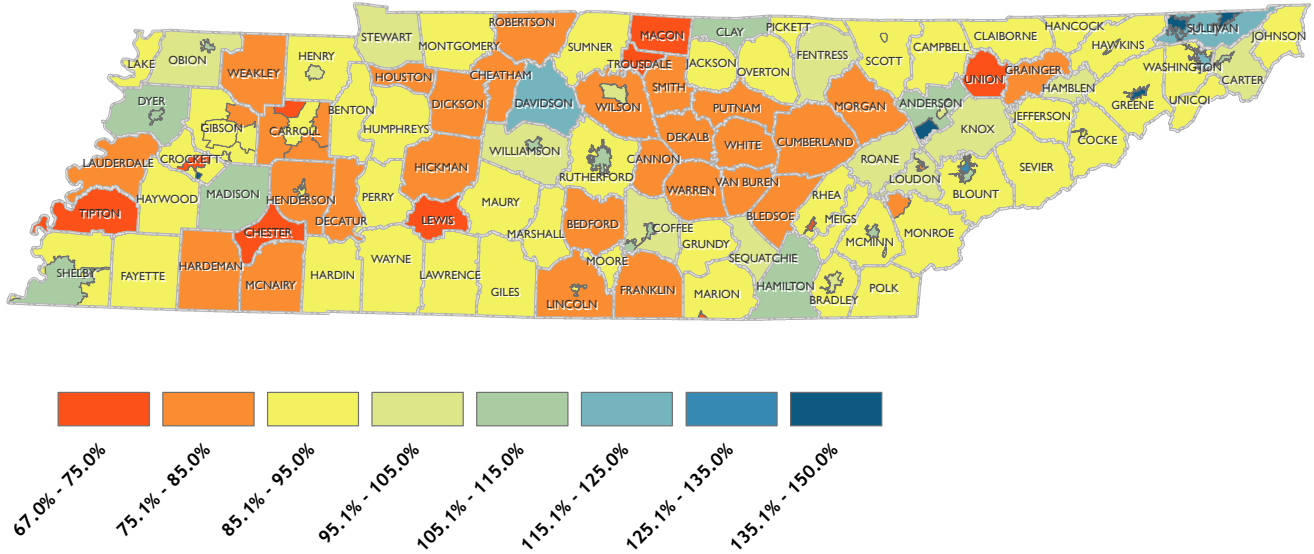 ROBERTSON
PICKETT
HANCOCK
STEWART
MONTGOMERY
SUMNER
MACON
CLAY
CLAIBORNE
HAWKINS
SULLIVAN
JOHNSON
LAKE
OBION
HENRY
TROUSDALE
JACKSON
OVERTON
FENTRESS
SCOTT
CAMPBELL
UNION
GRAINGER
WASHINGTON
CARTER
WEAKLEY
HOUSTON
CHEATHAM
SMITH
HAMBLEN
UNICOI
DYER
BENTON
DICKSON
DAVIDSON
WILSON
PUTNAM
MORGAN
ANDERSON
GREENE
GIBSON
CARROLL
HUMPHREYS
DEKALB
WHITE
CUMBERLAND
KNOX
JEFFERSON
COCKE
LAUDERDALE
CROCKETT
WILLIAMSON
CANNON
ROANE
HICKMAN
RUTHERFORD
VAN BUREN
LOUDON
SEVIER
HAYWOOD
MADISON
HENDERSON
PERRY
WARREN
RHEA
BLOUNT
TIPTON
DECATUR
LEWIS
MAURY
BEDFORD
BLEDSOE
MEIGS
CHESTER
MARSHALL
COFFEE
GRUNDY
MCMINN
MONROE
SHELBY
FAYETTE
HARDEMAN
HARDIN
WAYNE
LAWRENCE
MOORE
SEQUATCHIE
MCNAIRY
GILES
LINCOLN
FRANKLIN
MARION
HAMILTON
BRADLEY
POLK
67.0% - 75.0%
75.1% - 85.0%
85.1% - 95.0%
95.1% - 105.0%
105.1% - 115.0%
115.1% - 125.0%
125.1% - 135.0%
135.1% - 150.0%